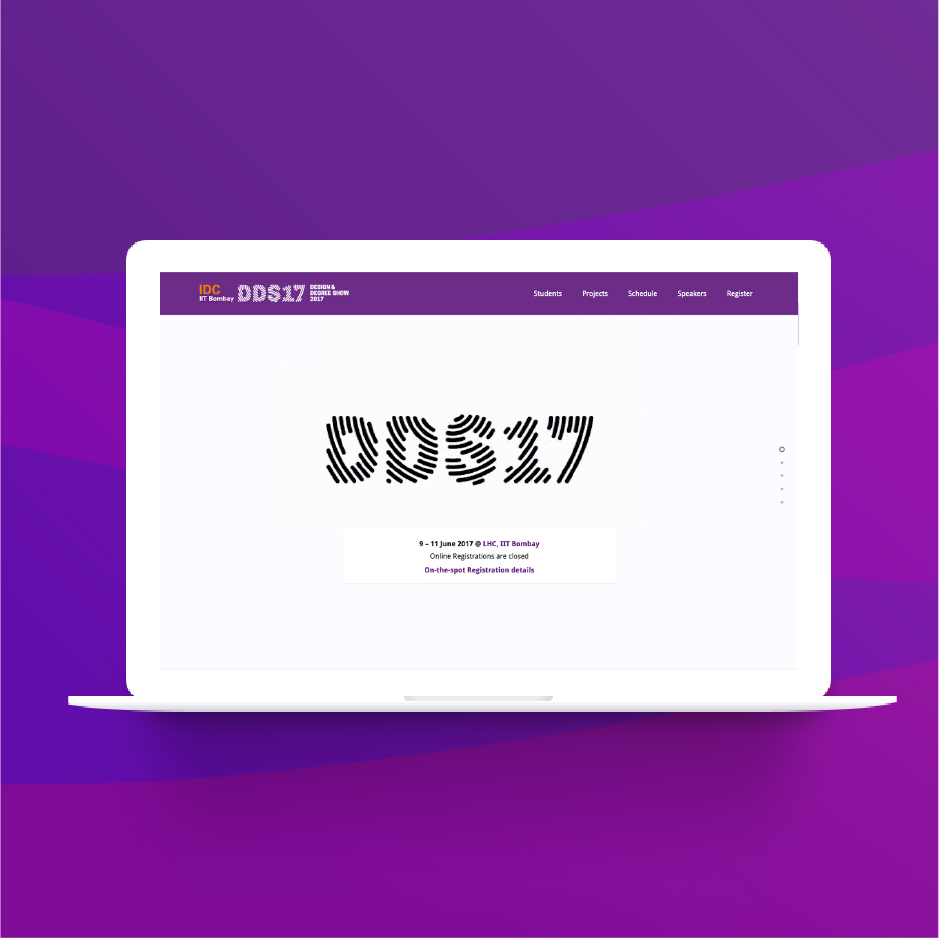 IDC
IIT Bombay
DDS17
DESIGN &
DEGREE SHOW
2017
Students Projects Schedule Speakers Register
DDS17
9 – 11 June 2017 @ LHC, IIT Bombay
Online Registrations are closed
On-the-spot Registration details